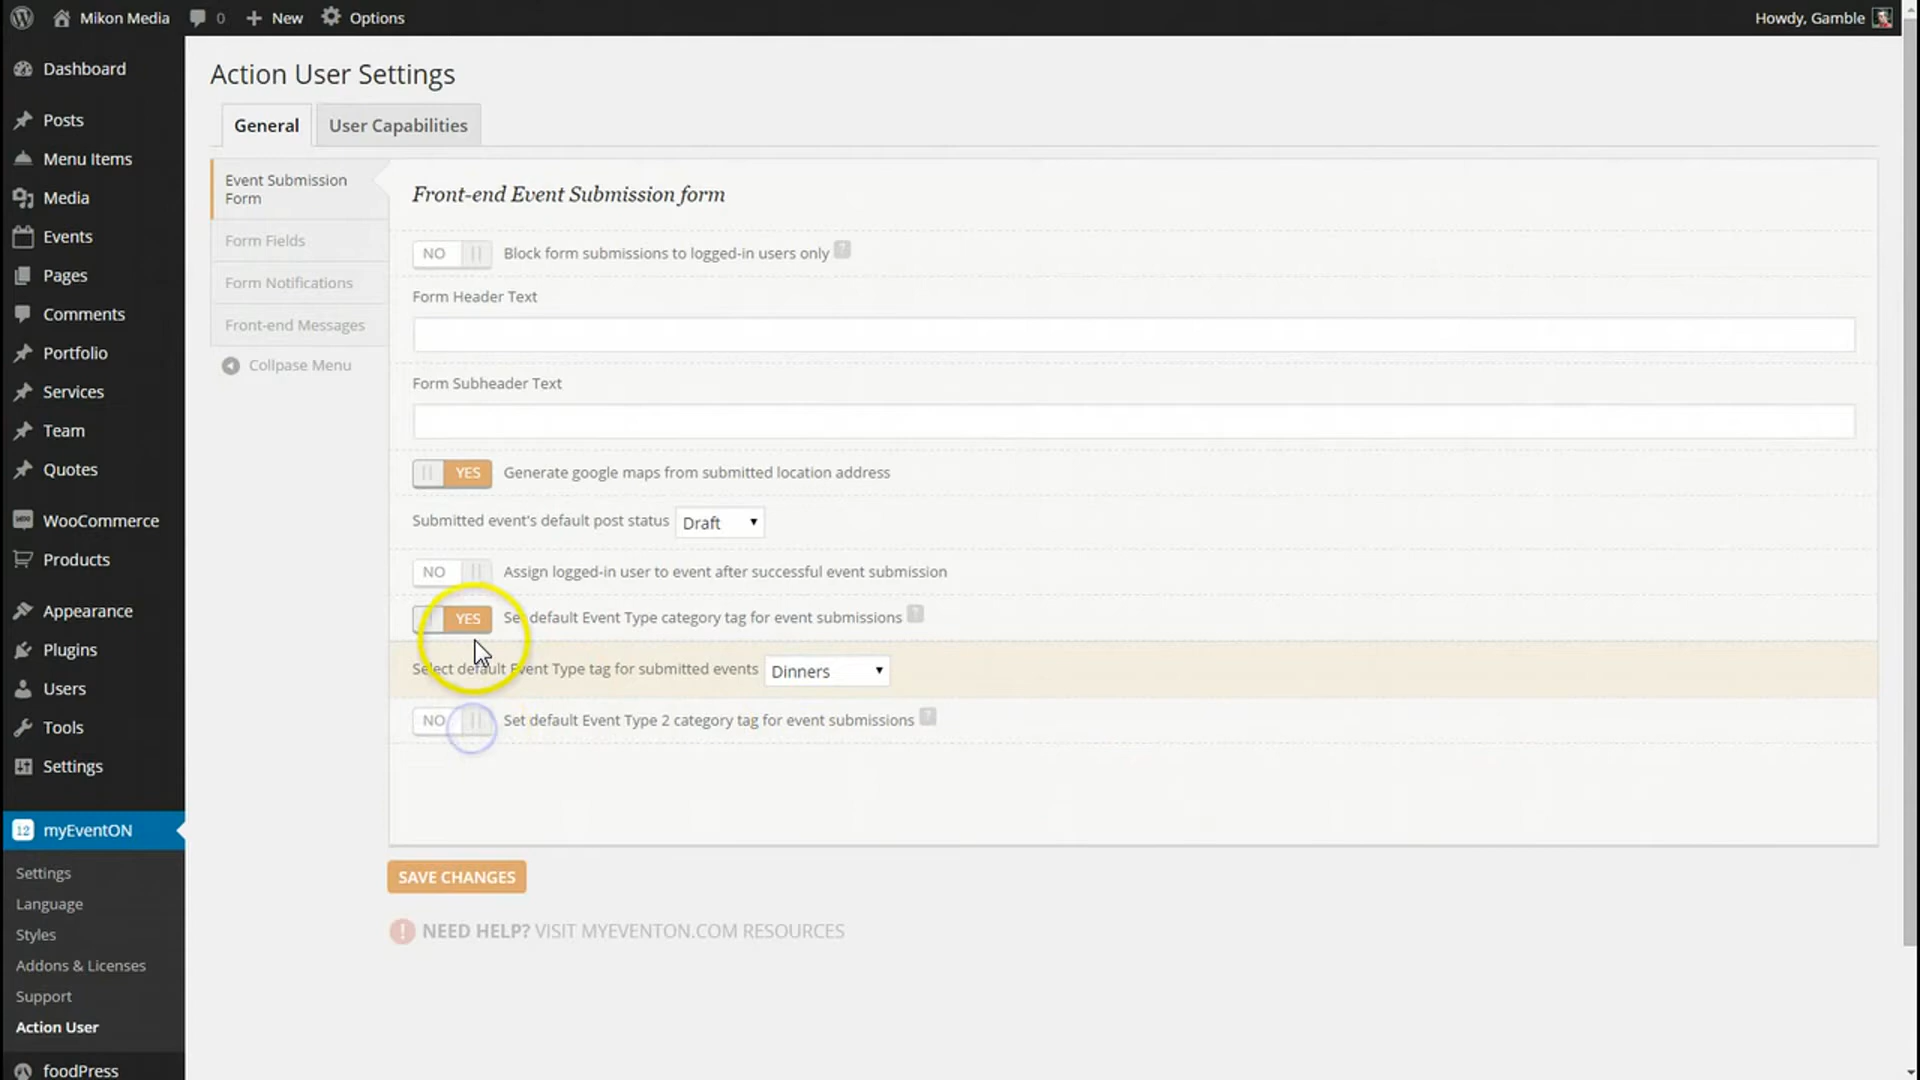 Mikon Media
0
New
Options
Howdy, Gamble
Dashboard
Posts
Menu Items
Media
Events
Pages
Comments
Portfolio
Services
Team
Quotes
WooCommerce
Products
Appearance
Plugins
Users
Tools
Settings
12 myEventON
Settings
Language
Styles
Addons & Licenses
Support
Action User
foodPress
Action User Settings
General
User Capabilities
Event Submission
Form
Form Fields
Form Notifications
Front-end Messages
Collpase Menu
Front-end Event Submission form
NO Block form submissions to logged-in users only ?
Form Header Text
Form Subheader Text
YES Generate google maps from submitted location address
Submitted event's default post status Draft
NO Assign logged-in user to event after successful event submission
YES Set default Event Type category tag for event submissions ?
Select default Event Type tag for submitted events Dinners
NO Set default Event Type 2 category tag for event submissions ?
SAVE CHANGES
! NEED HELP? VISIT MYEVENTON.COM RESOURCES